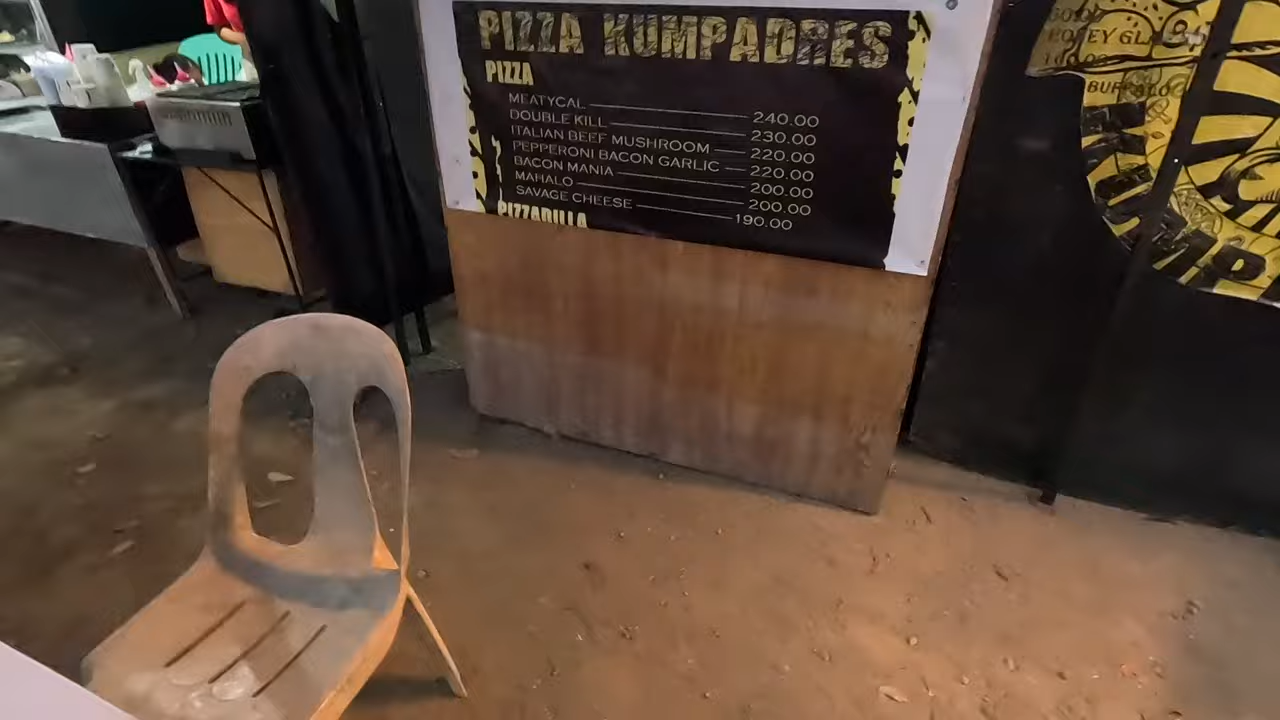 PIZZA KUMPADRES
PIZZA
MEATYCAL 240.00
DOUBLE KILL 230.00
ITALIAN BEEF MUSHROOM 220.00
PEPPERONI BACON GARLIC 220.00
BACON MANIA 200.00
MAHALO 200.00
SAVAGE CHEESE 190.00
PIZZADILLA
BUFFALO